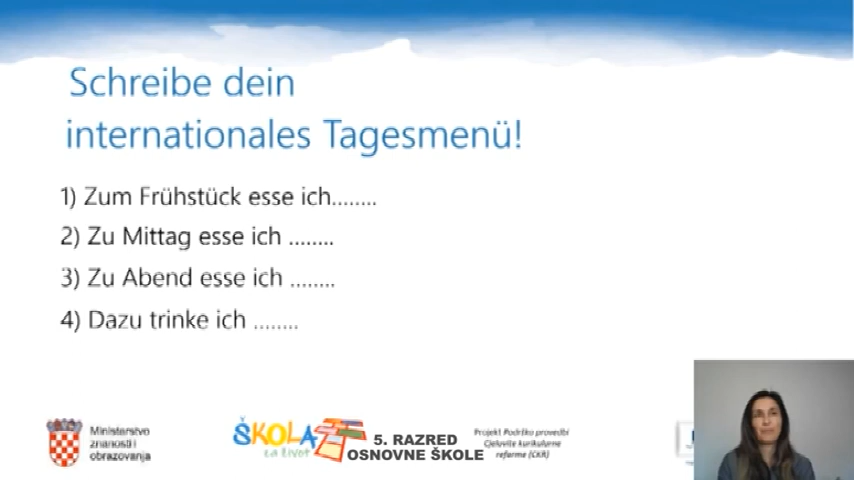 Schreibe dein
internationales Tagesmenü!
1) Zum Frühstück esse ich........
2) Zu Mittag esse ich ........
3) Zu Abend esse ich ........
4) Dazu trinke ich ........
Ministarstvo
znanosti i
obrazovanja
ŠKOLA
za život
5. RAZRED
OSNOVNE ŠKOLE
Projekt Podrška provedbi
Cjelovite kurikularne
reforme (CKR)